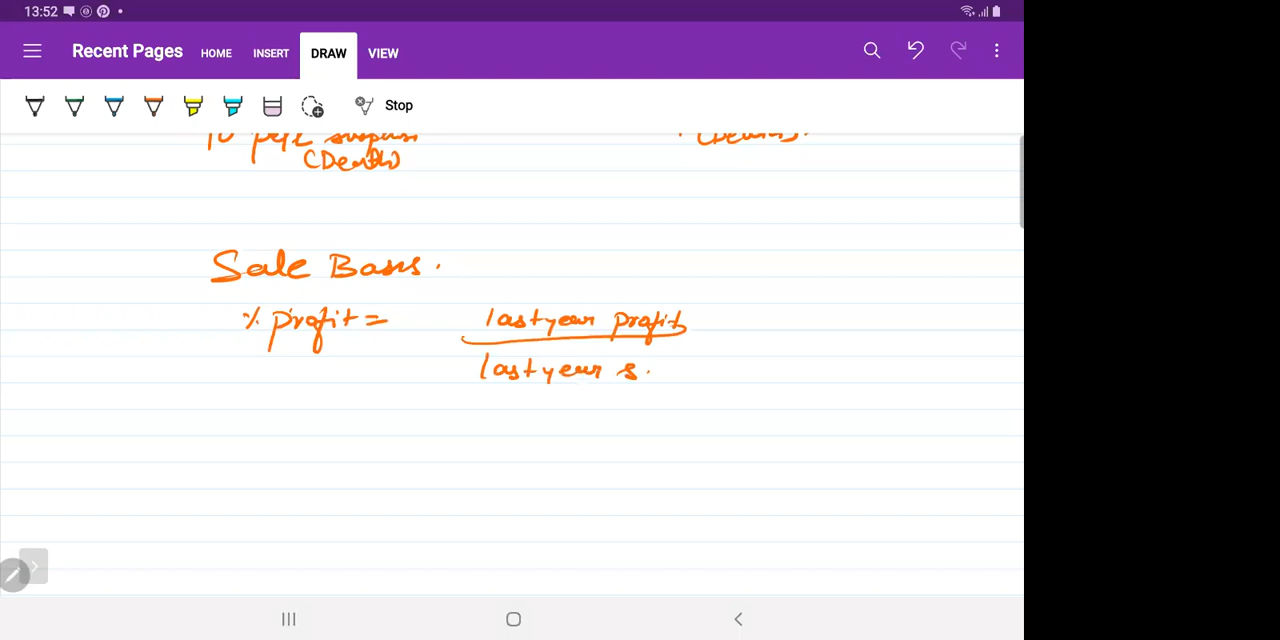 13:52
Recent Pages HOME INSERT DRAW VIEW
Stop
(Death)
Sale Basis.
% profit = last year profit
last year s.